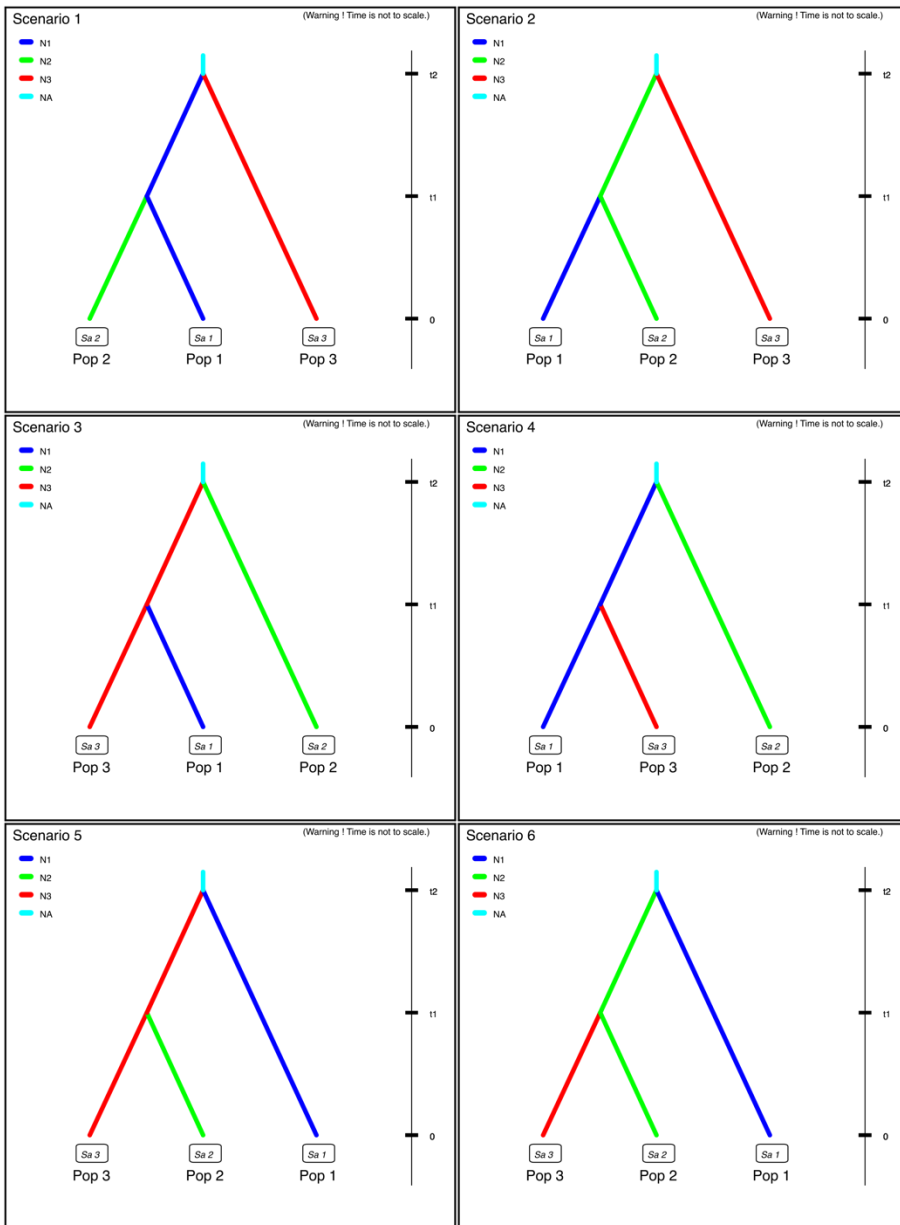 Scenario 1
(Warning ! Time is not to scale.)
N1
N2
N3
NA
t2
t1
0
Sa 2
Sa 1
Sa 3
Pop 2
Pop 1
Pop 3
Scenario 2
(Warning ! Time is not to scale.)
N1
N2
N3
NA
t2
t1
0
Sa 1
Sa 2
Sa 3
Pop 1
Pop 2
Pop 3
Scenario 3
(Warning ! Time is not to scale.)
N1
N2
N3
NA
t2
t1
0
Sa 3
Sa 1
Sa 2
Pop 3
Pop 1
Pop 2
Scenario 4
(Warning ! Time is not to scale.)
N1
N2
N3
NA
t2
t1
0
Sa 1
Sa 3
Sa 2
Pop 1
Pop 3
Pop 2
Scenario 5
(Warning ! Time is not to scale.)
N1
N2
N3
NA
t2
t1
0
Sa 3
Sa 2
Sa 1
Pop 3
Pop 2
Pop 1
Scenario 6
(Warning ! Time is not to scale.)
N1
N2
N3
NA
t2
t1
0
Sa 3
Sa 2
Sa 1
Pop 3
Pop 2
Pop 1